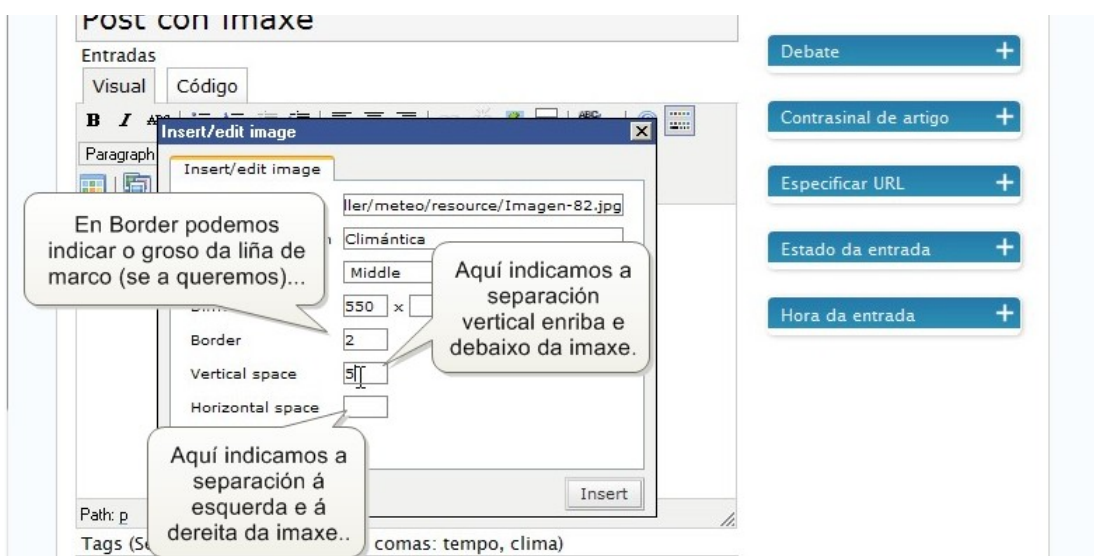 Post con imaxe
Entradas
Visual Código
B I ABC
ABC
Insert/edit image
Paragraph
Insert/edit image
ller/meteo/resource/Imagen-82.jpg
Climántica
Middle
550 x
Border 2
Vertical space 5
Horizontal space
Insert
En Border podemos
indicar o groso da liña de
marco (se a queremos)...
Aquí indicamos a
separación
vertical enriba e
debaixo da imaxe.
Aquí indicamos a
separación á
esquerda e á
dereita da imaxe..
Path: p
Tags (Se comas: tempo, clima)
Debate +
Contrasinal de artigo +
Especificar URL +
Estado da entrada +
Hora da entrada +